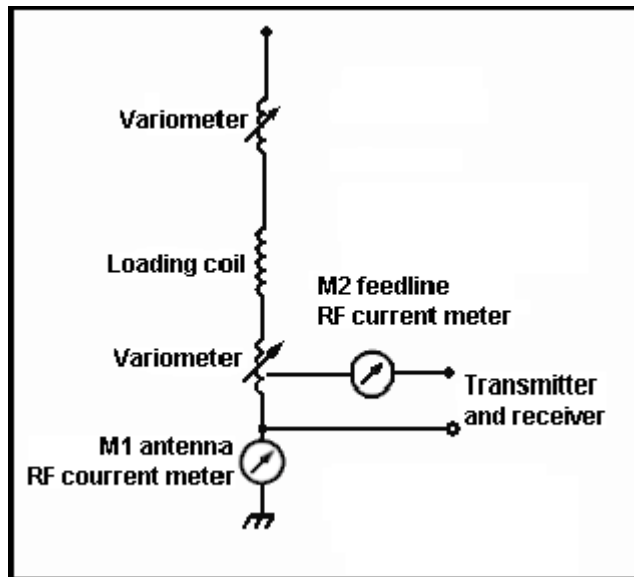 Variometer
Loading coil
M2 feedline
RF current meter
Variometer
Transmitter
and receiver
M1 antenna
RF courrent meter